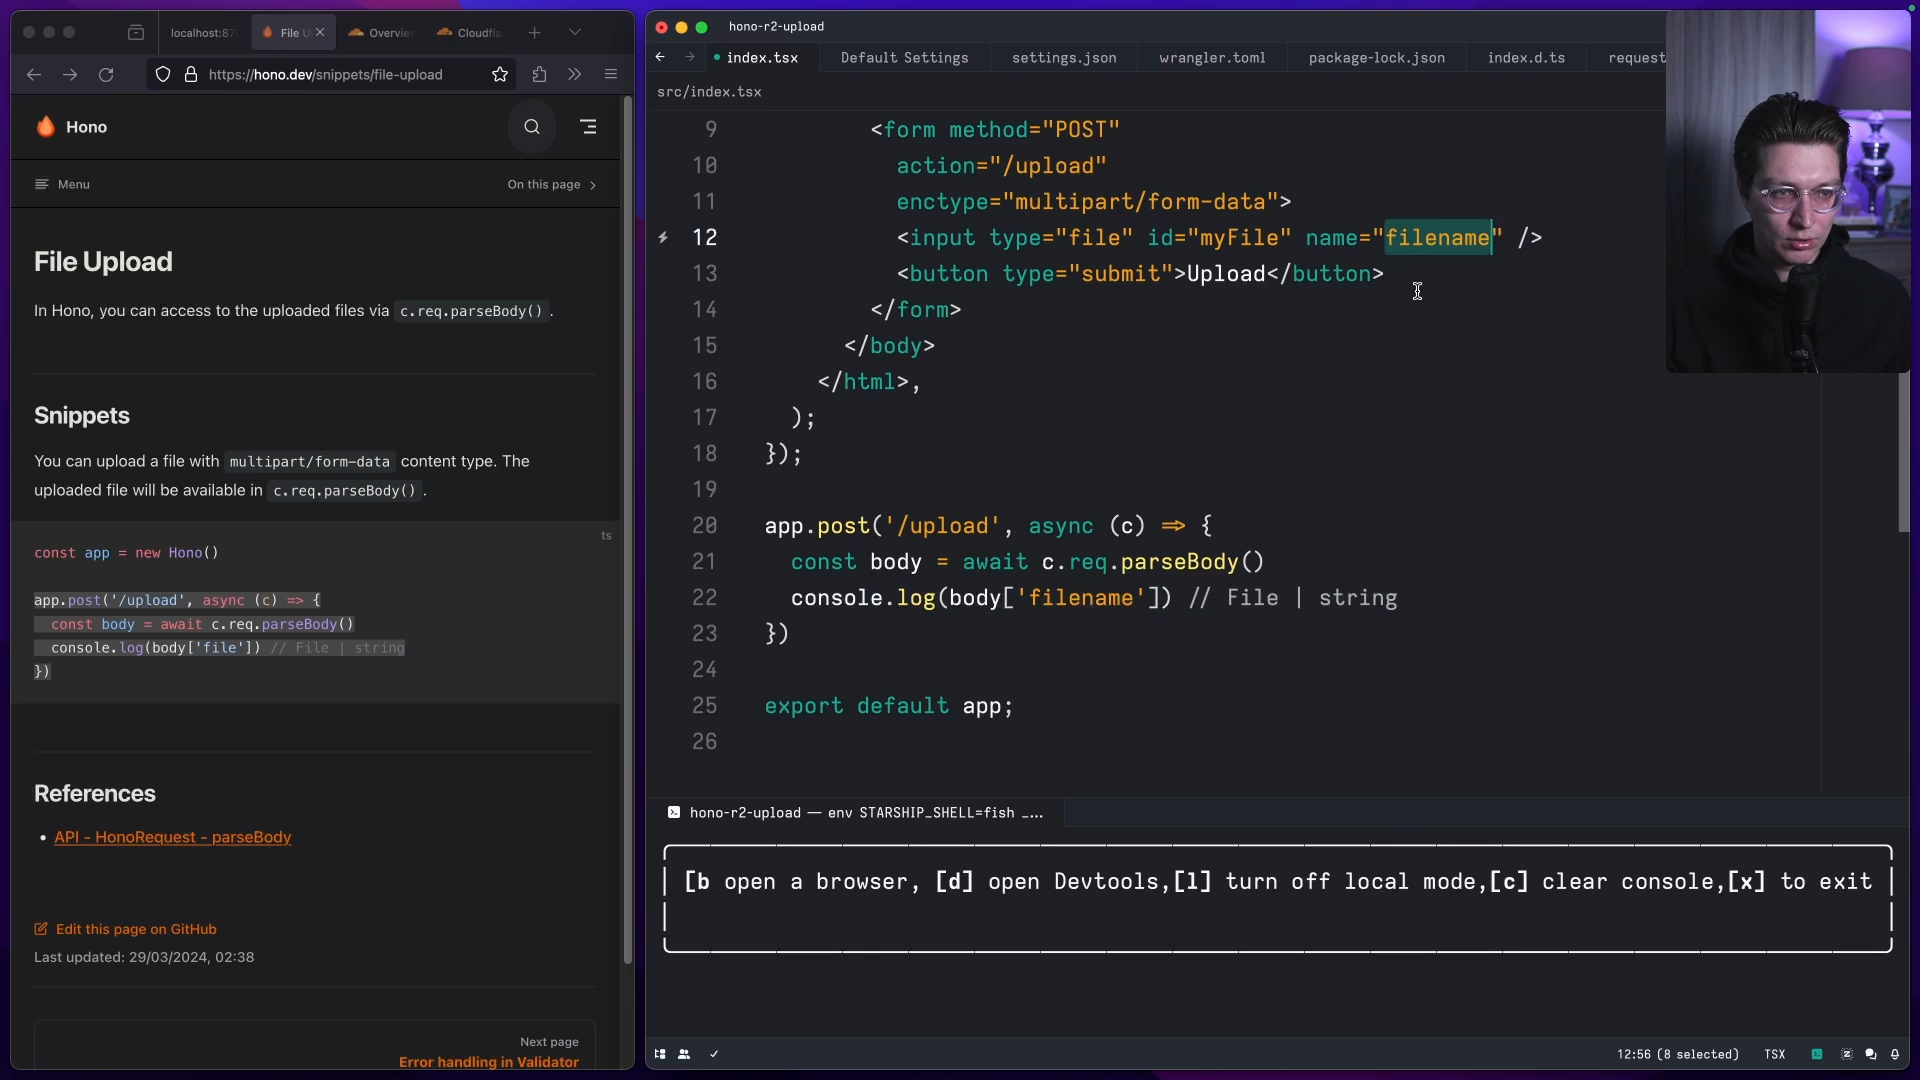 localhost:87
File U
Overvie
Cloudfla
https://hono.dev/snippets/file-upload
Hono
Menu
On this page
File Upload
In Hono, you can access to the uploaded files via c.req.parseBody() .
Snippets
You can upload a file with multipart/form-data content type. The
uploaded file will be available in c.req.parseBody() .
ts
const app = new Hono()
app.post('/upload', async (c) => {
const body = await c.req.parseBody()
console.log(body['file']) // File | string
})
References
API - HonoRequest - parseBody
Edit this page on GitHub
Last updated: 29/03/2024, 02:38
Next page
Error handling in Validator
hono-r2-upload
index.tsx
Default Settings
settings.json
wrangler.toml
package-lock.json
index.d.ts
request
src/index.tsx
9 <form method="POST"
10 action="/upload"
11 enctype="multipart/form-data">
12 <input type="file" id="myFile" name="filename" />
13 <button type="submit">Upload</button>
14 </form>
15 </body>
16 </html>,
17 );
18 });
19
20 app.post('/upload', async (c) => {
21 const body = await c.req.parseBody()
22 console.log(body['filename']) // File | string
23 })
24
25 export default app;
26
hono-r2-upload — env STARSHIP_SHELL=fish _...
[b open a browser, [d] open Devtools,[l] turn off local mode,[c] clear console,[x] to exit
12:56 (8 selected)
TSX